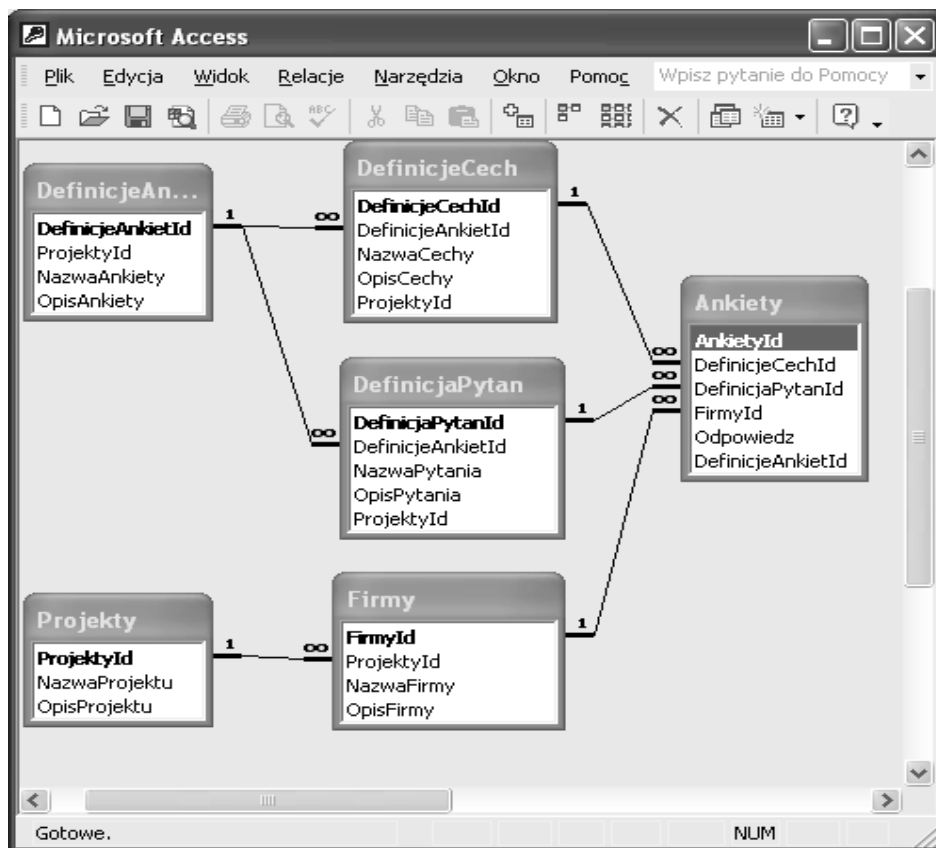 Microsoft Access
Plik Edycja Widok Relacje Narzędzia Okno Pomoc Wpisz pytanie do Pomocy
ABC
DefinicjeAn...
DefinicjeAnkietId
ProjektyId
NazwaAnkiety
OpisAnkiety
1
∞
DefinicjeCech
DefinicjeCechId
DefinicjeAnkietId
NazwaCechy
OpisCechy
ProjektyId
1
∞
∞
∞
Ankiety
AnkietyId
DefinicjeCechId
DefinicjaPytanId
FirmyId
Odpowiedz
DefinicjeAnkietId
∞
DefinicjaPytan
DefinicjaPytanId
DefinicjeAnkietId
NazwaPytania
OpisPytania
ProjektyId
1
Projekty
ProjektyId
NazwaProjektu
OpisProjektu
1
∞
Firmy
FirmyId
ProjektyId
NazwaFirmy
OpisFirmy
1
Gotowe. NUM